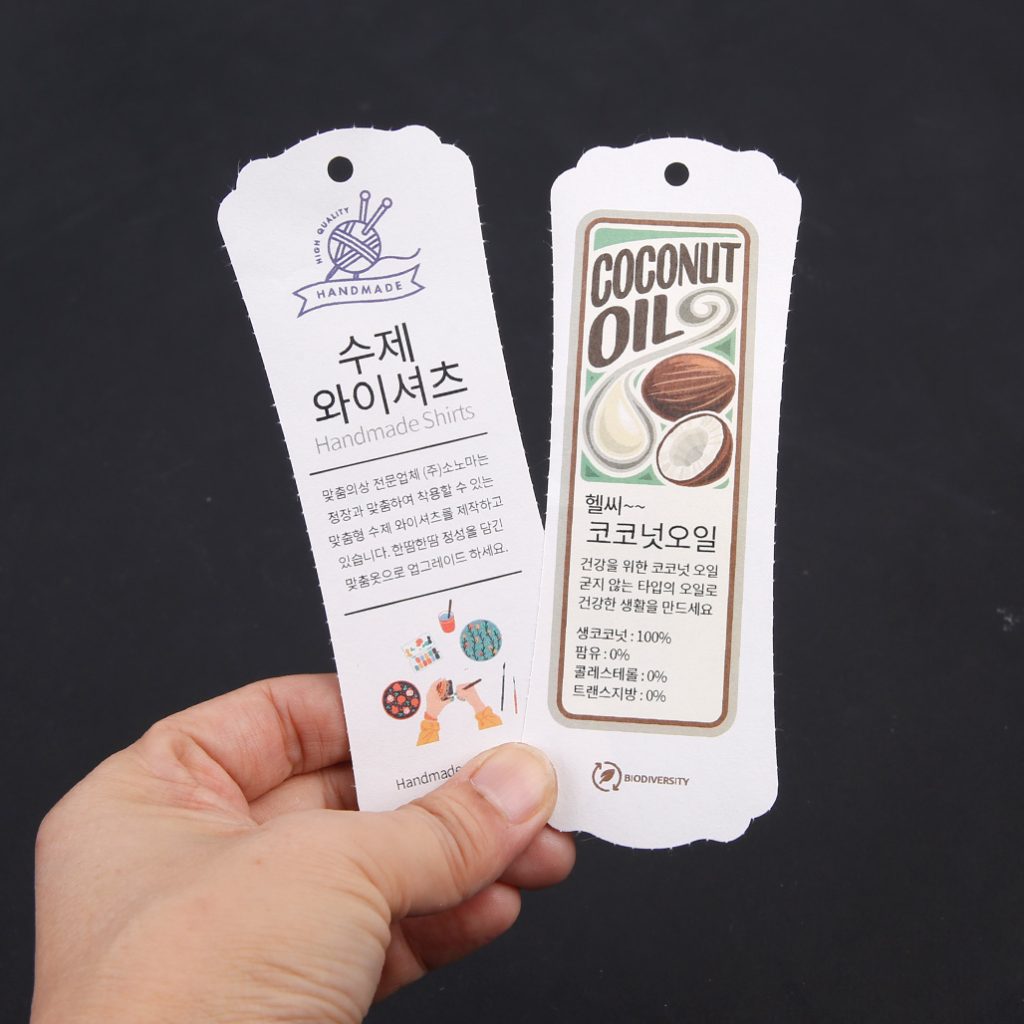 HIGH QUALITY
HANDMADE
수제
와이셔츠
Handmade Shirts
맞춤의상 전문업체 (주)소노마는
정장과 맞춤하여 착용할 수 있는
맞춤형 수제 와이셔츠를 제작하고
있습니다. 한땀한땀 정성을 담긴
맞춤옷으로 업그레이드 하세요.
Handmade
COCONUT
OIL
헬씨~~
코코넛오일
건강을 위한 코코넛 오일
굳지 않는 타입의 오일로
건강한 생활을 만드세요
생코코넛 : 100%
팜유 : 0%
콜레스테롤 : 0%
트랜스지방 : 0%
BIODIVERSITY